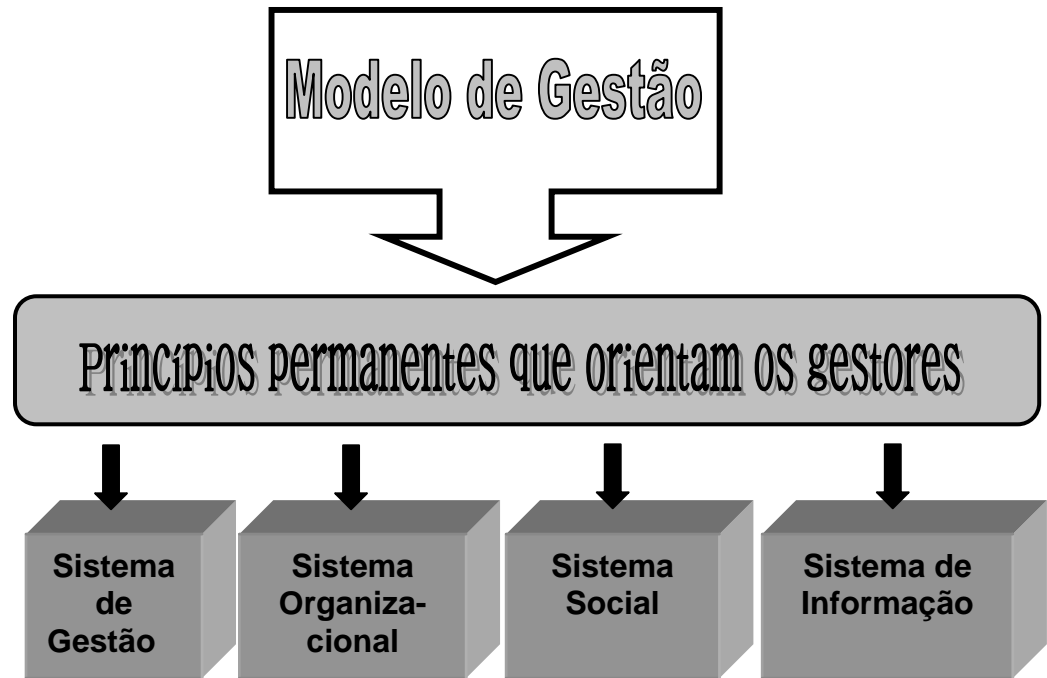 Modelo de Gestão
Princípios permanentes que orientam os gestores
Sistema
de
Gestão
Sistema
Organiza-
cional
Sistema
Social
Sistema de
Informação